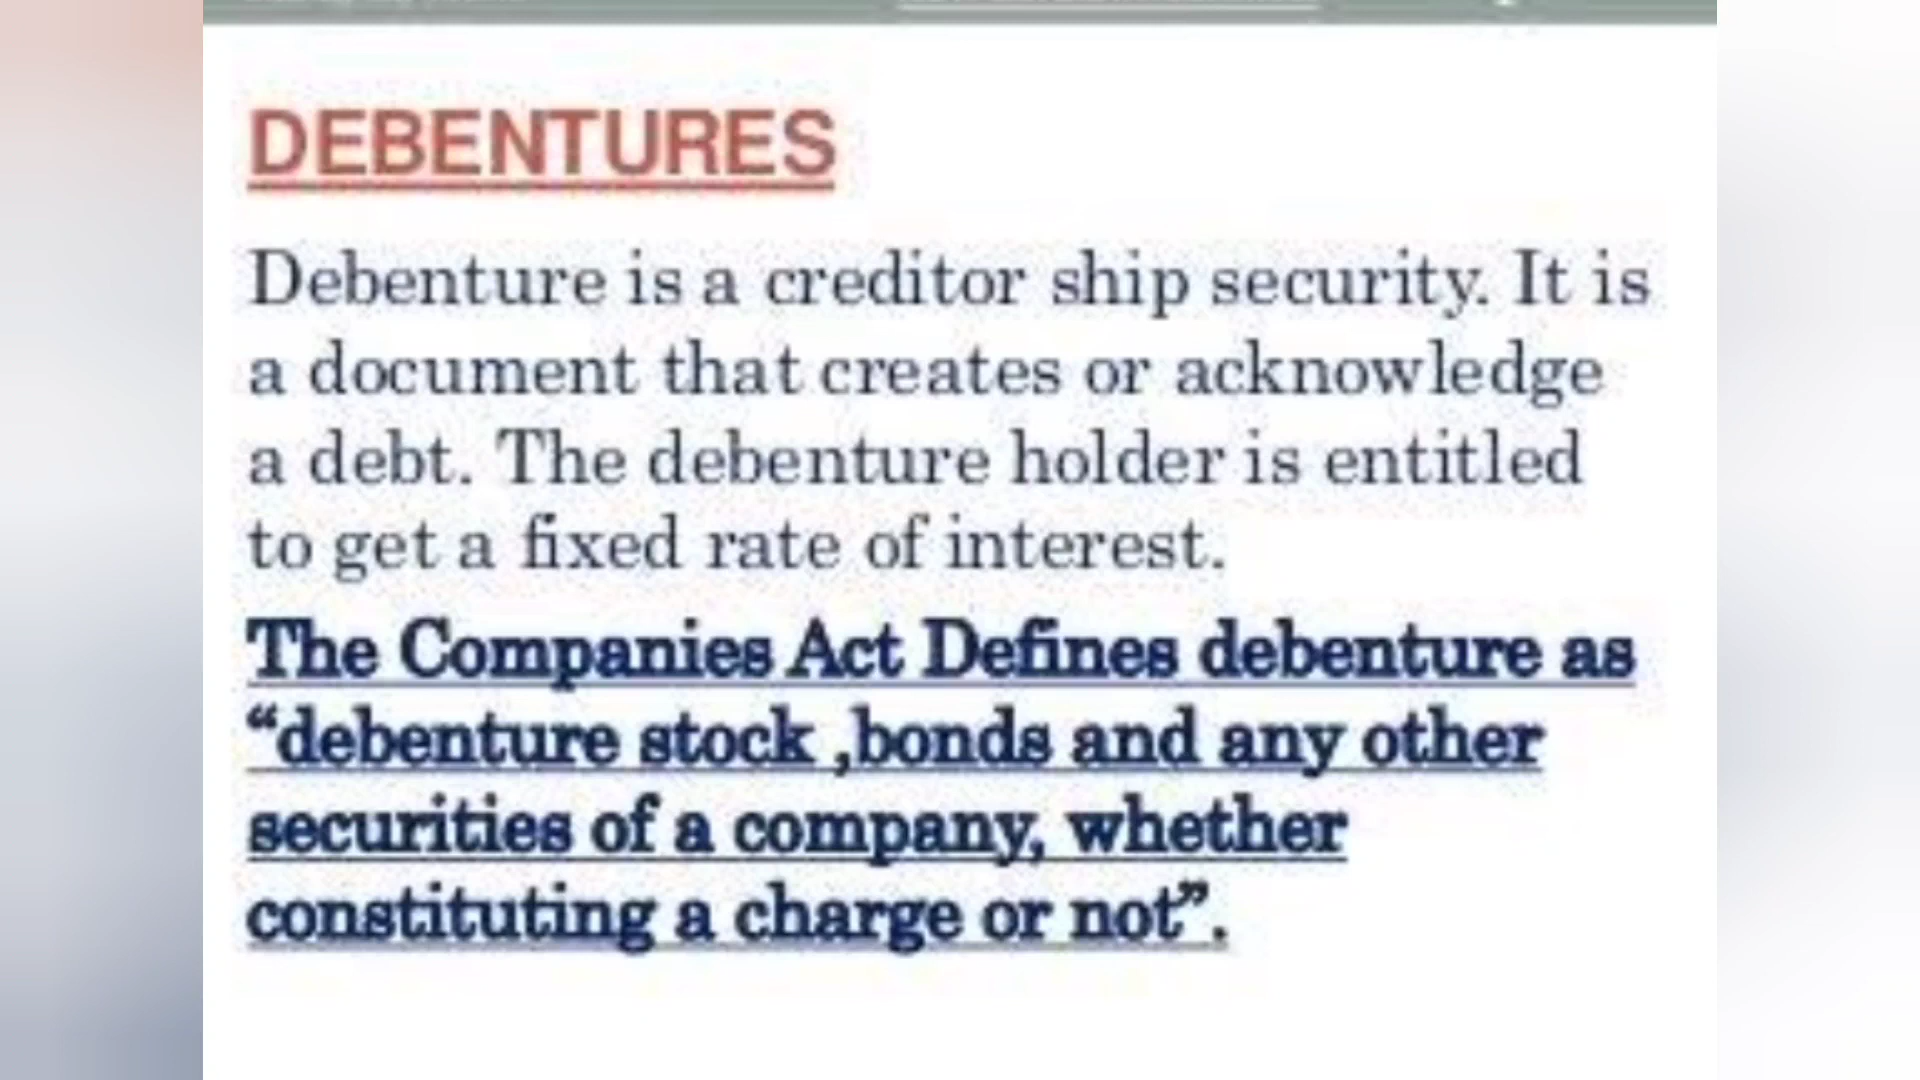 DEBENTURES
Debenture is a creditor ship security. It is
a document that creates or acknowledge
a debt. The debenture holder is entitled
to get a fixed rate of interest.
The Companies Act Defines debenture as
“debenture stock ,bonds and any other
securities of a company, whether
constituting a charge or not”.